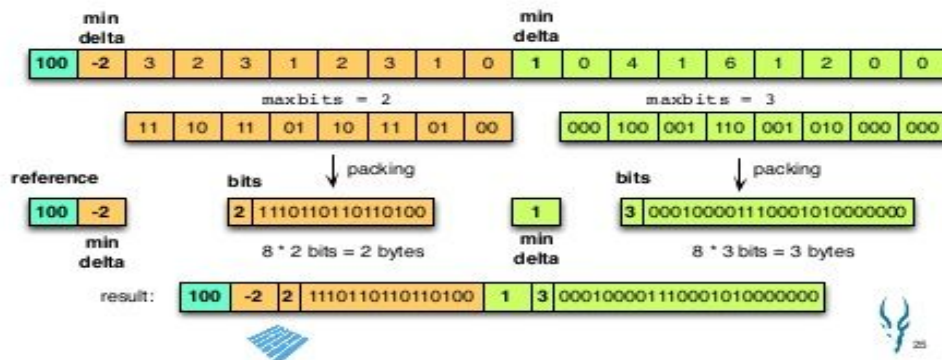 min delta min delta
100 -2 3 2 3 1 2 3 1 0 1 0 4 1 6 1 2 0 0
maxbits = 2 maxbits = 3
11 10 11 01 10 11 01 00 000 100 001 110 001 010 000 000
packing packing
reference bits bits
100 -2 2 1110110110110100 1 3 000100001110001010000000
min delta 8 * 2 bits = 2 bytes min delta 8 * 3 bits = 3 bytes
result: 100 -2 2 1110110110110100 1 3 000100001110001010000000
25